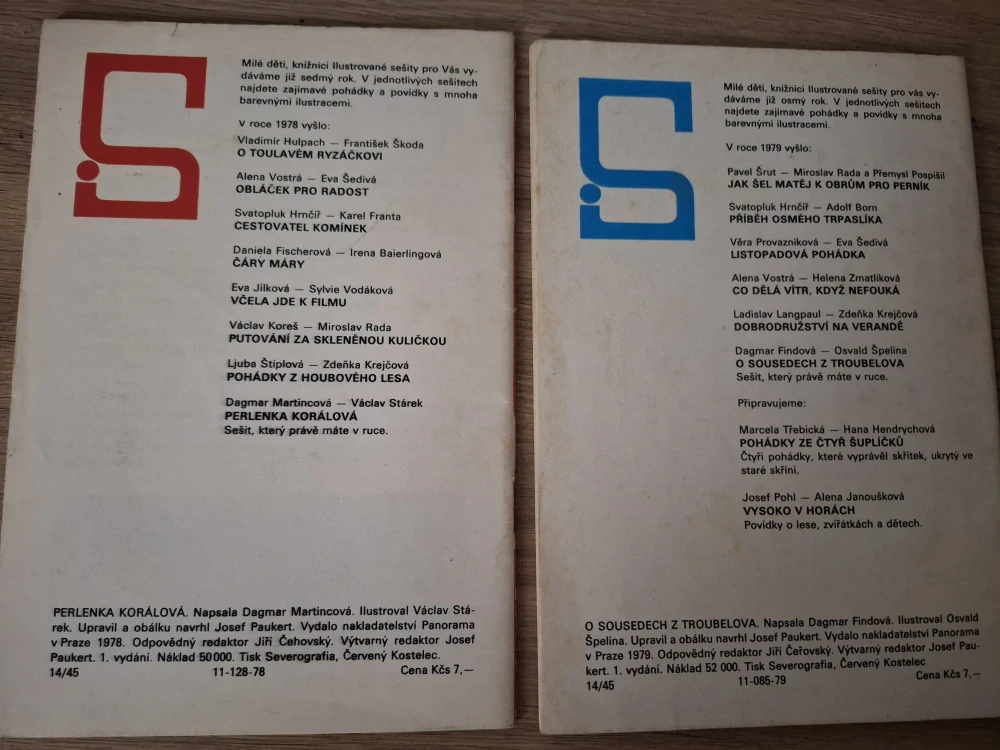 Milé děti, knižnici Ilustrované sešity pro Vás vy-
dáváme již sedmý rok. V jednotlivých sešitech
najdete zajímavé pohádky a povídky s mnoha
barevnými ilustracemi.
V roce 1978 vyšlo:
Vladimír Hulpach — František Škoda
O TOULAVÉM RYZÁČKOVI
Alena Vostrá — Eva Šedivá
OBLÁČEK PRO RADOST
Svatopluk Hrnčíř — Karel Franta
CESTOVATEL KOMÍNEK
Daniela Fischerová — Irena Baierlingová
ČÁRY MÁRY
Eva Jílková — Sylvie Vodáková
VČELA JDE K FILMU
Václav Koreš — Miroslav Rada
PUTOVÁNÍ ZA SKLENĚNOU KULIČKOU
Ljuba Štíplová — Zdeňka Krejčová
POHÁDKY Z HOUBOVÉHO LESA
Dagmar Martincová — Václav Stárek
PERLENKA KORÁLOVÁ
Sešit, který právě máte v ruce.
PERLENKA KORÁLOVÁ. Napsala Dagmar Martincová. Ilustroval Václav Stá-
rek. Upravil a obálku navrhl Josef Paukert. Vydalo nakladatelství Panorama
v Praze 1978. Odpovědný redaktor Jiří Čehovský. Výtvarný redaktor Josef
Paukert. 1. vydání. Náklad 50000. Tisk Severografia, Červený Kostelec.
14/45 11-128-78 Cena Kčs 7,—
Milé děti, knižnici Ilustrované sešity pro vás vy-
dáváme již osmý rok. V jednotlivých sešitech
najdete zajímavé pohádky a povídky s mnoha
barevnými ilustracemi.
V roce 1979 vyšlo:
Pavel Šrut — Miroslav Rada a Přemysl Pospíšil
JAK ŠEL MATĚJ K OBRŮM PRO PERNÍK
Svatopluk Hrnčíř — Adolf Born
PŘÍBĚH OSMÉHO TRPASLÍKA
Věra Provazníková — Eva Šedivá
LISTOPADOVÁ POHÁDKA
Alena Vostrá — Helena Zmatlíková
CO DĚLÁ VÍTR, KDYŽ NEFOUKÁ
Ladislav Langpaul — Zdeňka Krejčová
DOBRODRUŽSTVÍ NA VERANDĚ
Dagmar Findová — Osvald Špelina
O SOUSEDECH Z TROUBELOVA
Sešit, který právě máte v ruce.
Připravujeme:
Marcela Třebická — Hana Hendrychová
POHÁDKY ZE ČTYŘ ŠUPLÍČKŮ
Čtyři pohádky, které vyprávěl skřítek, ukrytý ve
staré skříni.
Josef Pohl — Alena Janoušková
VYSOKO V HORÁCH
Povídky o lese, zvířátkách a dětech.
O SOUSEDECH Z TROUBELOVA. Napsala Dagmar Findová. Ilustroval Osvald
Špelina. Upravil a obálku navrhl Josef Paukert. Vydalo nakladatelství Panorama
v Praze 1979. Odpovědný redaktor Jiří Čeřovský. Výtvarný redaktor Josef Pau-
kert. 1. vydání. Náklad 52 000. Tisk Severografia, Červený Kostelec
14/45 11-085-79 Cena Kčs 7,—